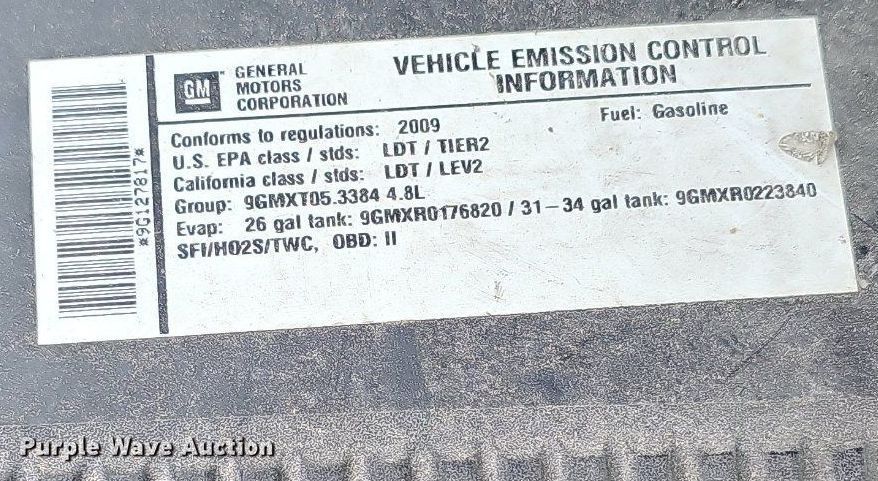 GM GENERAL
MOTORS
CORPORATION
VEHICLE EMISSION CONTROL
INFORMATION
Conforms to regulations: 2009
Fuel: Gasoline
U.S. EPA class / stds: LDT / TIER2
California class / stds: LDT / LEV2
Group: 9GMXT05.3384 4.8L
Evap: 26 gal tank: 9GMXR0176820 / 31-34 gal tank: 9GMXR0223840
SFI/HO2S/TWC, OBD: II
*9G127817*
Purple Wave Auction